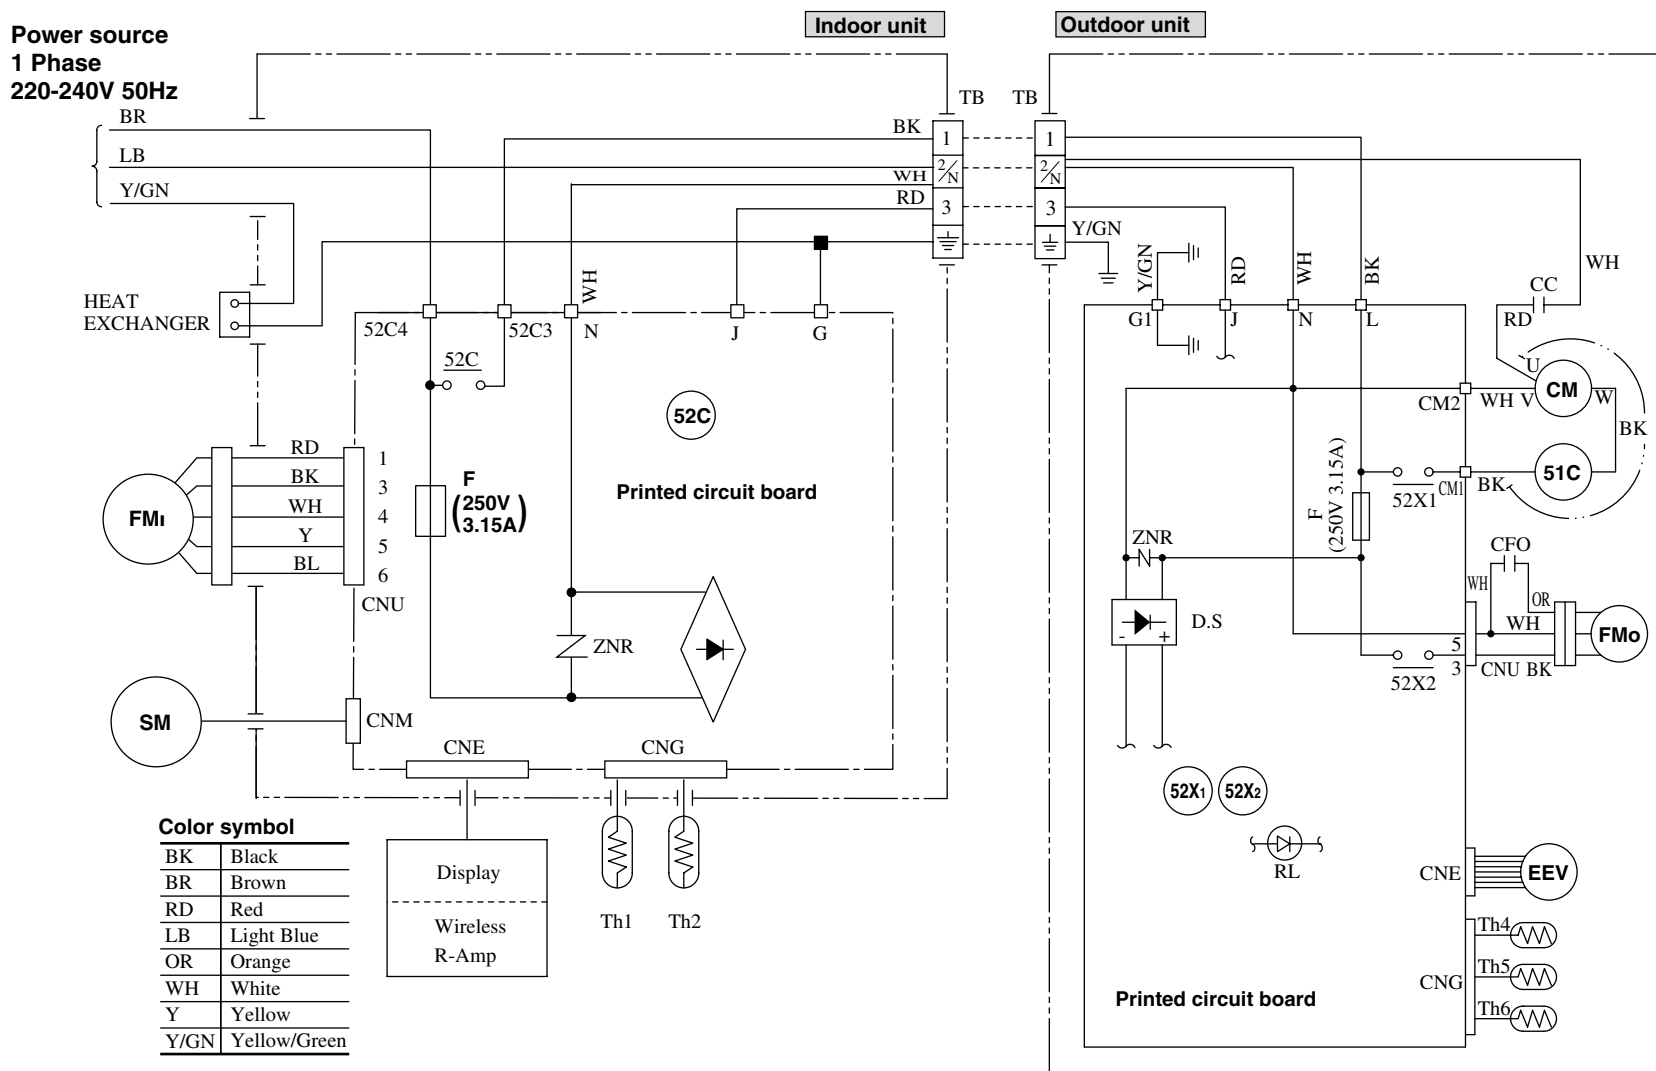 Indoor unit
Outdoor unit
Power source
1 Phase
220-240V 50Hz
BR
LB
Y/GN
TB
TB
BK
WH
RD
1
2/N
3
1
2/N
3
Y/GN
HEAT
EXCHANGER
52C4
52C3
WH
N
J
G
52C
52C
F
(250V
3.15A)
Printed circuit board
ZNR
FMI
RD
BK
WH
Y
BL
1
3
4
5
6
CNU
SM
CNM
CNE
CNG
Display
Wireless
R-Amp
Th1
Th2
Color symbol
BK Black
BR Brown
RD Red
LB Light Blue
OR Orange
WH White
Y Yellow
Y/GN Yellow/Green
Y/GN
RD
WH
BK
G1
J
N
L
WH
CC
RD
U
CM
CM2
WH V
W
BK
51C
CM1
BK
52X1
F
(250V 3.15A)
ZNR
D.S
-
+
CFO
WH
OR
WH
FMo
5
3
CNU BK
52X2
52X1
52X2
RL
CNE
EEV
CNG
Th4
Th5
Th6
Printed circuit board